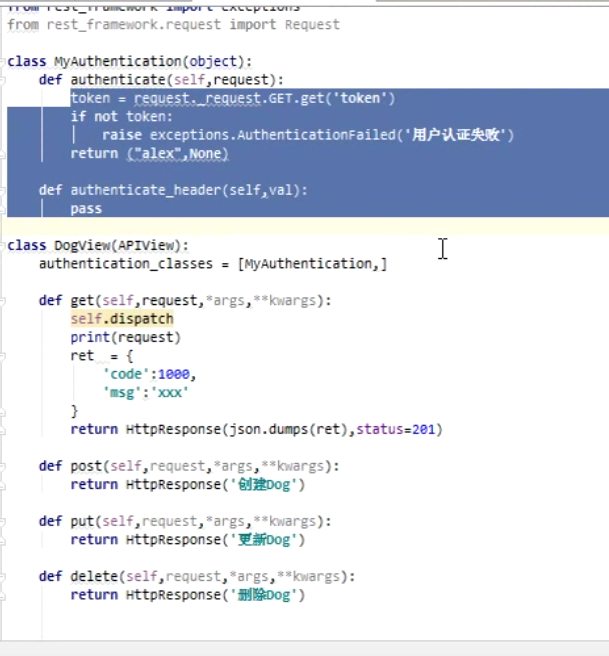 from rest_framework import exceptions
from rest_framework.request import Request
class MyAuthentication(object):
def authenticate(self,request):
token = request._request.GET.get('token')
if not token:
raise exceptions.AuthenticationFailed('用户认证失败')
return ("alex",None)
def authenticate_header(self,val):
pass
class DogView(APIView):
authentication_classes = [MyAuthentication,]
def get(self,request,*args,**kwargs):
self.dispatch
print(request)
ret = {
'code':1000,
'msg':'xxx'
}
return HttpResponse(json.dumps(ret),status=201)
def post(self,request,*args,**kwargs):
return HttpResponse('创建Dog')
def put(self,request,*args,**kwargs):
return HttpResponse('更新Dog')
def delete(self,request,*args,**kwargs):
return HttpResponse('删除Dog')